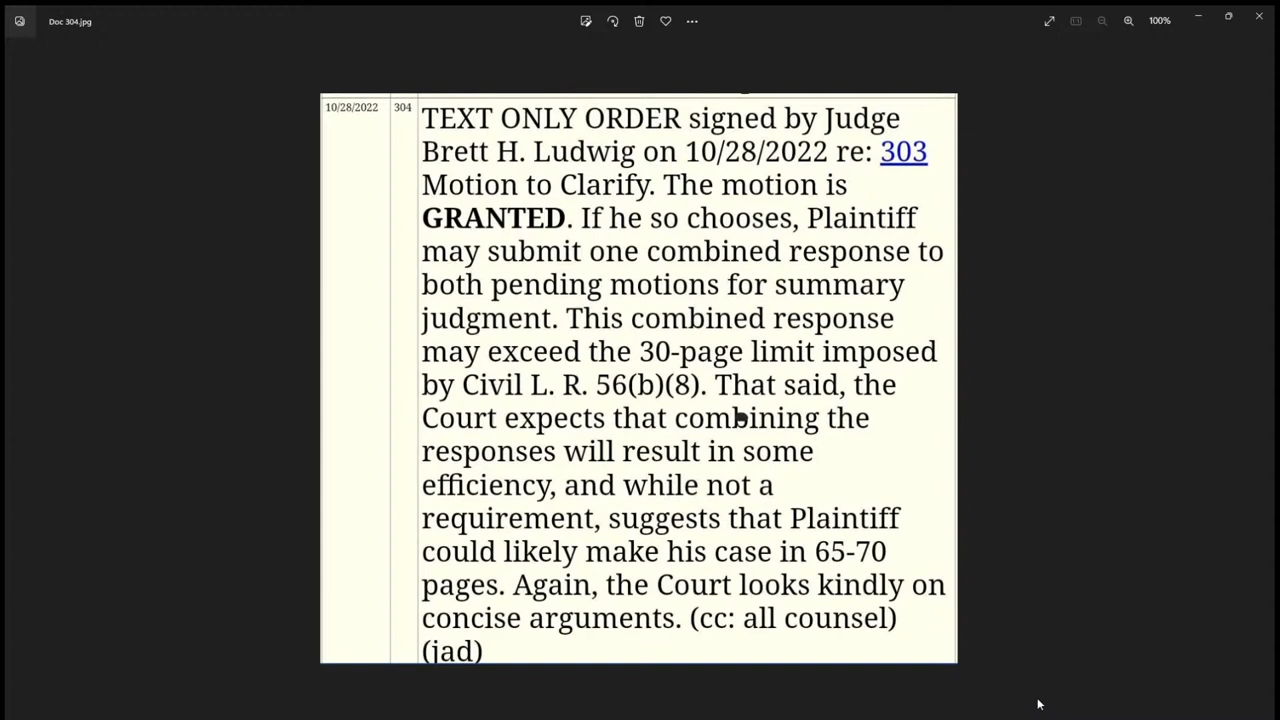 Doc 304.jpg
100%
10/28/2022 304 TEXT ONLY ORDER signed by Judge
Brett H. Ludwig on 10/28/2022 re: 303
Motion to Clarify. The motion is
GRANTED. If he so chooses, Plaintiff
may submit one combined response to
both pending motions for summary
judgment. This combined response
may exceed the 30-page limit imposed
by Civil L. R. 56(b)(8). That said, the
Court expects that combining the
responses will result in some
efficiency, and while not a
requirement, suggests that Plaintiff
could likely make his case in 65-70
pages. Again, the Court looks kindly on
concise arguments. (cc: all counsel)
(jad)